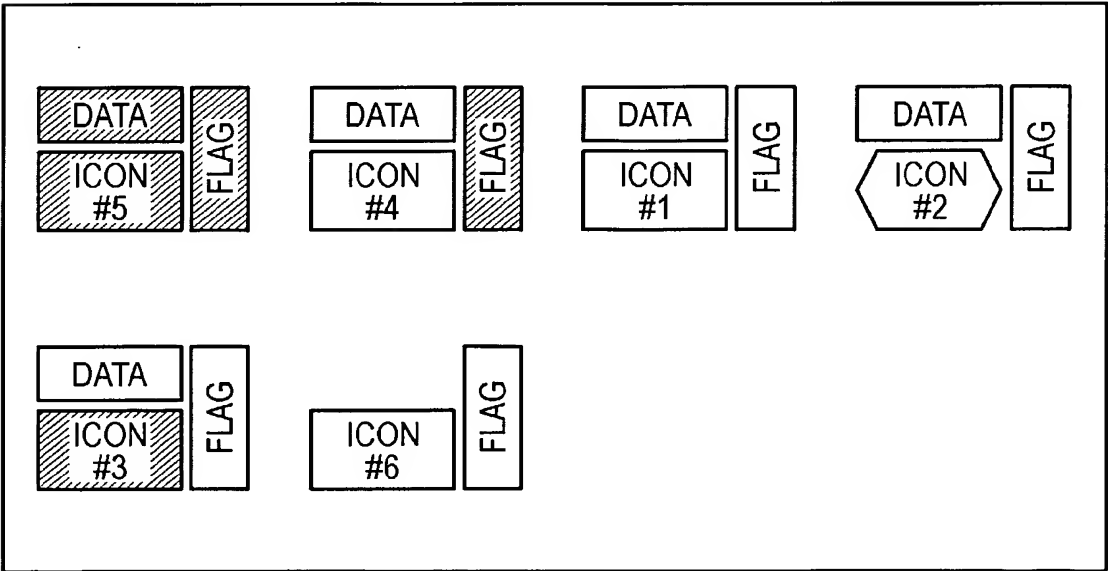 DATA
ICON
#5
FLAG
DATA
ICON
#4
FLAG
DATA
ICON
#1
FLAG
DATA
ICON
#2
FLAG
DATA
ICON
#3
FLAG
ICON
#6
FLAG